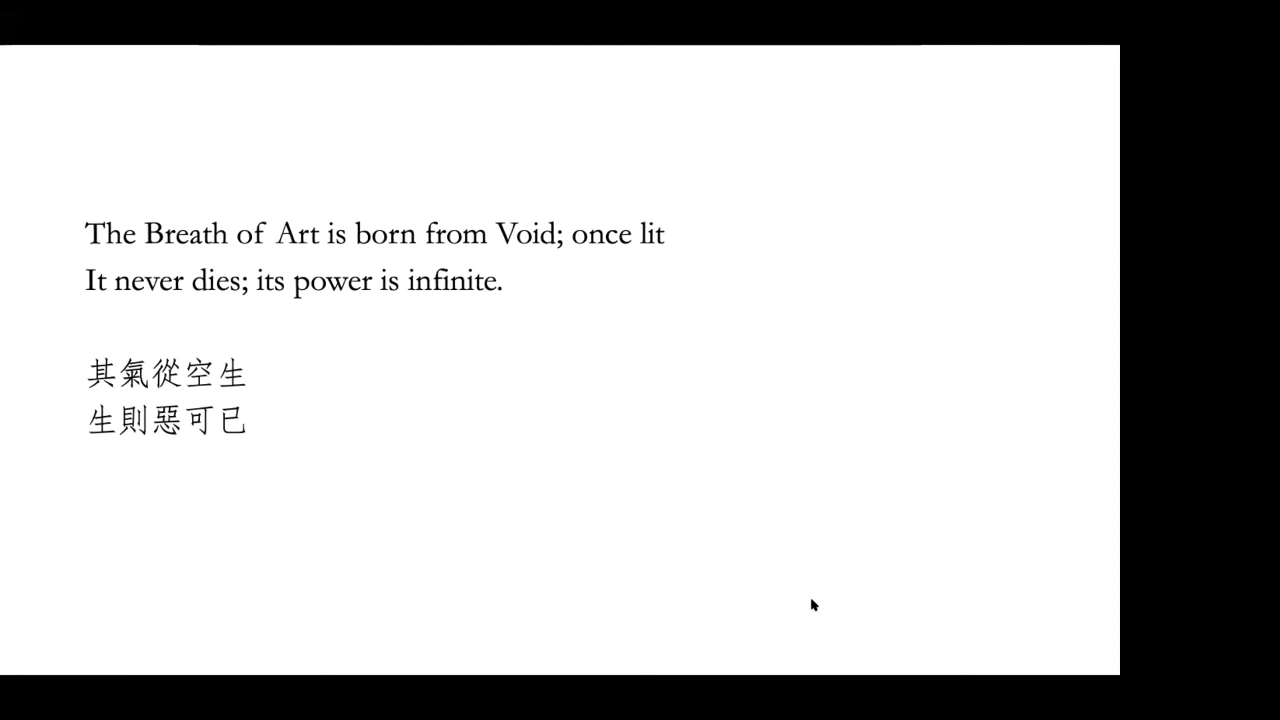 The Breath of Art is born from Void; once lit
It never dies; its power is infinite.
其氣從空生
生則惡可已